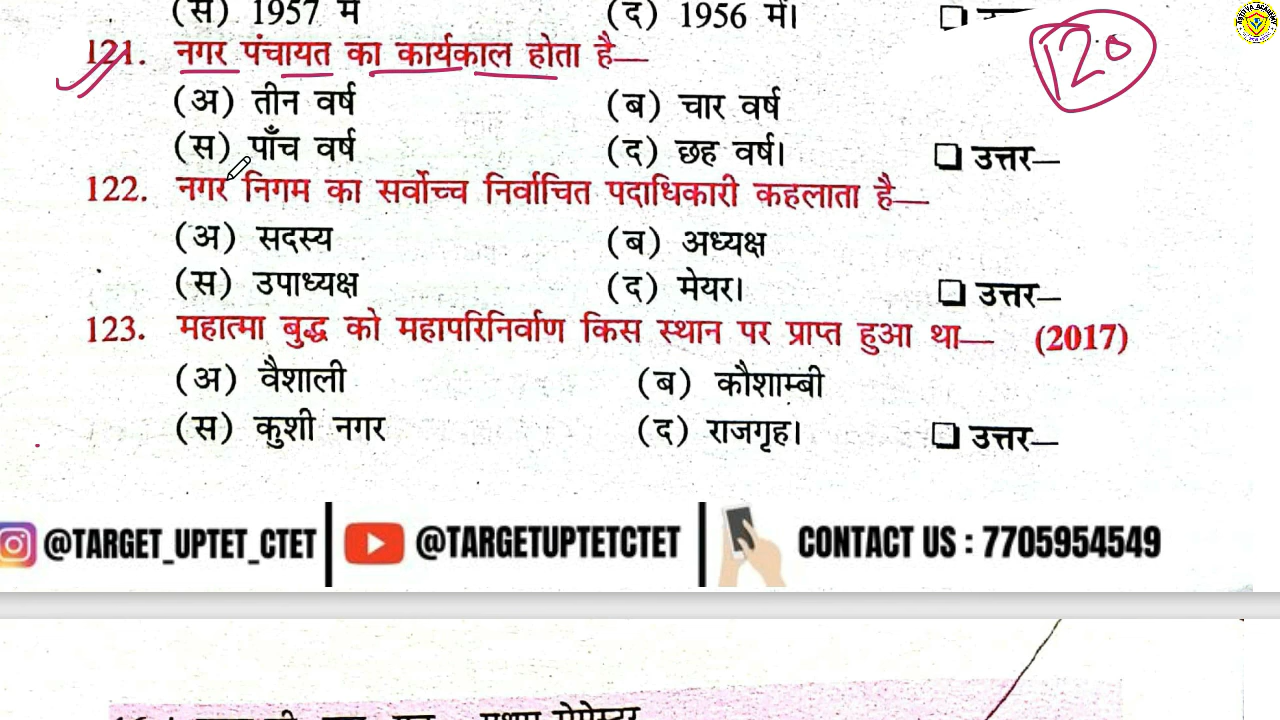 (स) 1957 में (द) 1956 में।
120
121. नगर पंचायत का कार्यकाल होता है—
(अ) तीन वर्ष (ब) चार वर्ष
(स) पाँच वर्ष (द) छह वर्ष। ❑ उत्तर—
122. नगर निगम का सर्वोच्च निर्वाचित पदाधिकारी कहलाता है—
(अ) सदस्य (ब) अध्यक्ष
(स) उपाध्यक्ष (द) मेयर। ❑ उत्तर—
123. महात्मा बुद्ध को महापरिनिर्वाण किस स्थान पर प्राप्त हुआ था— (2017)
(अ) वैशाली (ब) कौशाम्बी
(स) कुशी नगर (द) राजगृह। ❑ उत्तर—
@TARGET_UPTET_CTET @TARGETUPTETCTET CONTACT US : 7705954549